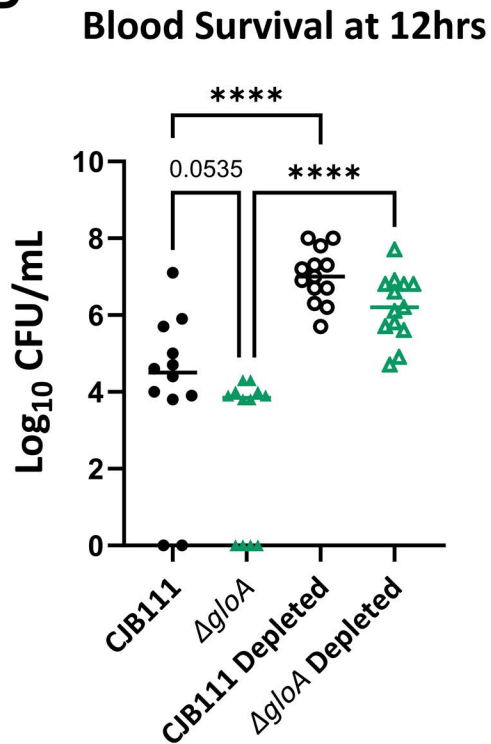 Blood Survival at 12hrs
****
0.0535
****
Log10 CFU/mL
10
8
6
4
2
0
CJB111
ΔgloA
CJB111 Depleted
ΔgloA Depleted